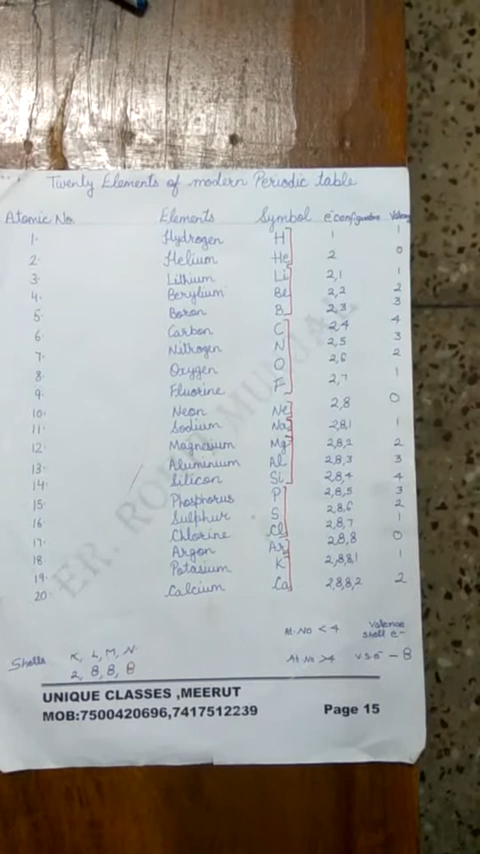 Twenty Elements of modern Periodic table
Atomic No. Elements Symbol e⁻configuration Valency
1. Hydrogen H 1 1
2. Helium He 2 0
3. Lithium Li 2,1 1
4. Berylium Be 2,2 2
5. Boron B 2,3 3
6. Carbon C 2,4 4
7. Nitrogen N 2,5 3
8. Oxygen O 2,6 2
9. Fluorine F 2,7 1
10. Neon Ne 2,8 0
11. Sodium Na 2,8,1 1
12. Magnesium Mg 2,8,2 2
13. Aluminium Al 2,8,3 3
14. Silicon Si 2,8,4 4
15. Phosphorus P 2,8,5 3
16. Sulphur S 2,8,6 2
17. Chlorine Cl 2,8,7 1
18. Argon Ar 2,8,8 0
19. Potasium K 2,8,8,1 1
20. Calcium Ca 2,8,8,2 2
At. No < 4 Valence shell e-
At. No > 4 V.S.e⁻ - 8
Shells K, L, M, N.
2, 8, 8, 8
UNIQUE CLASSES ,MEERUT
MOB:7500420696,7417512239 Page 15